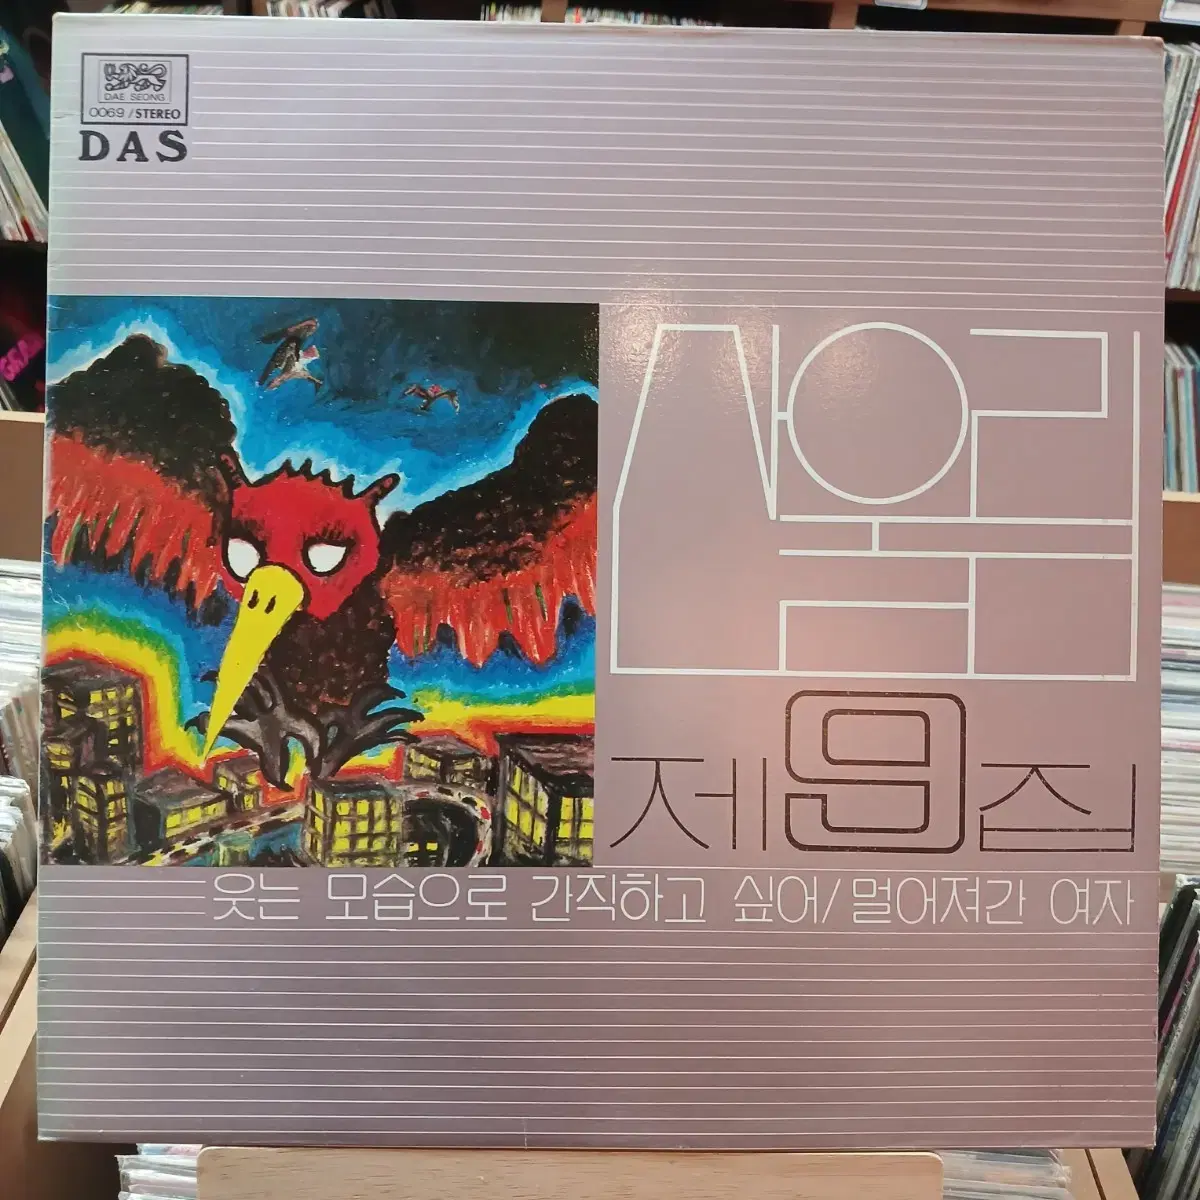 DAE SEONG
0069/STEREO
DAS
산울림
제9집
웃는 모습으로 간직하고 싶어/멀어져간 여자